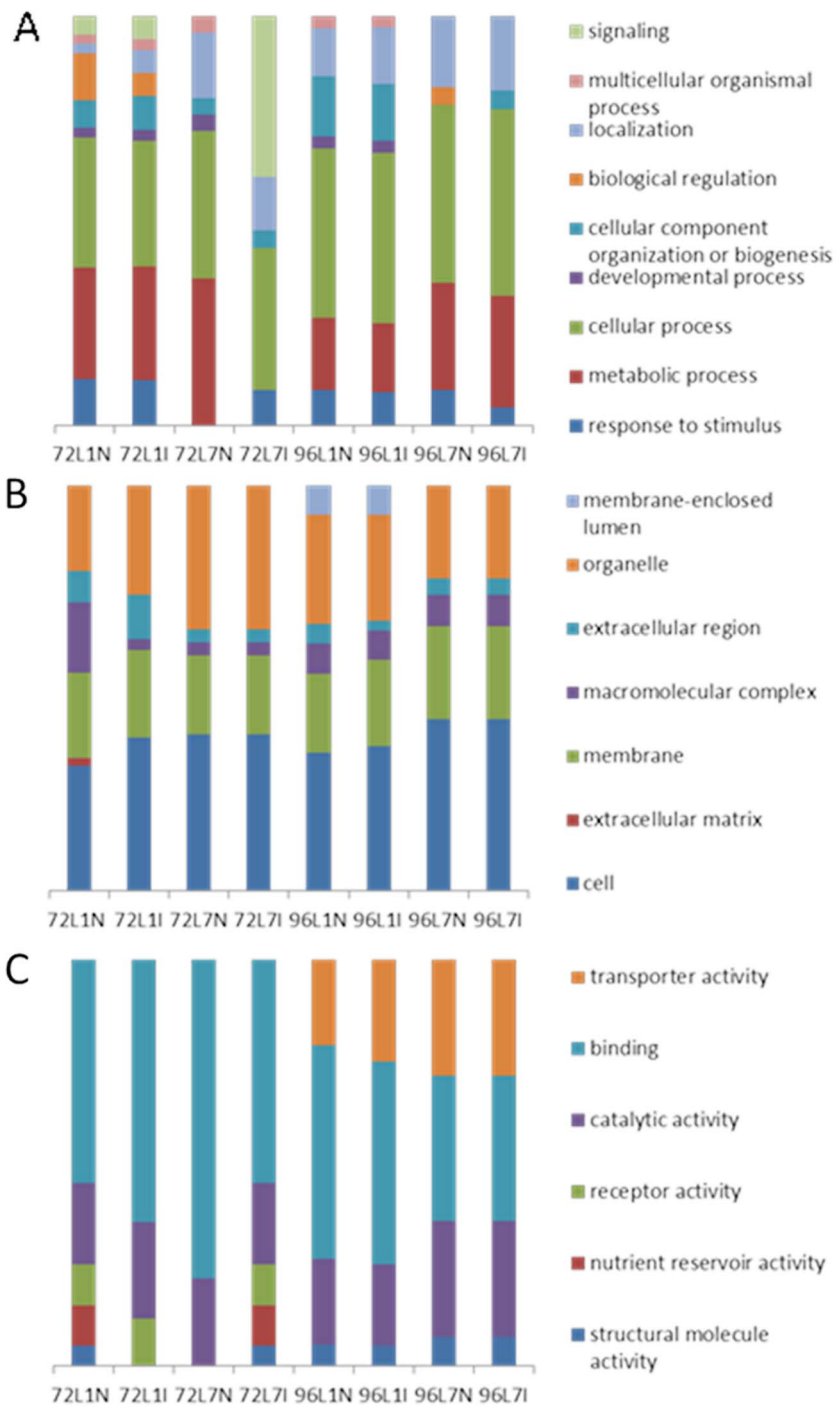 A
signaling
multicellular organismal
process
localization
biological regulation
cellular component
organization or biogenesis
developmental process
cellular process
metabolic process
response to stimulus
72L1N 72L1I 72L7N 72L7I 96L1N 96L1I 96L7N 96L7I
B
membrane-enclosed
lumen
organelle
extracellular region
macromolecular complex
membrane
extracellular matrix
cell
72L1N 72L1I 72L7N 72L7I 96L1N 96L1I 96L7N 96L7I
C
transporter activity
binding
catalytic activity
receptor activity
nutrient reservoir activity
structural molecule
activity
72L1N 72L1I 72L7N 72L7I 96L1N 96L1I 96L7N 96L7I